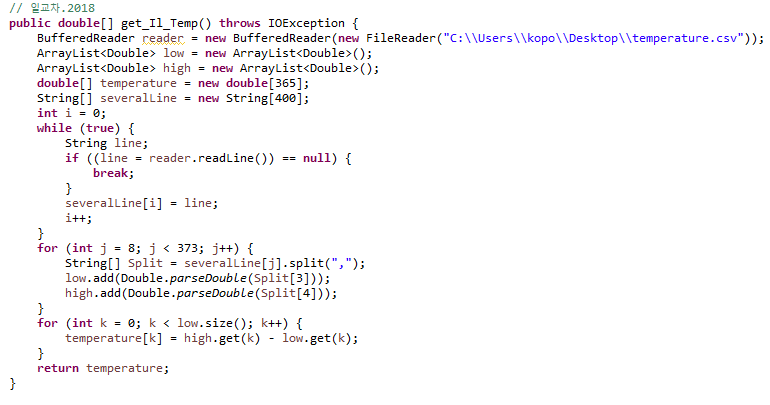 // 일교차.2018
public double[] get_Il_Temp() throws IOException {
BufferedReader reader = new BufferedReader(new FileReader("C:\\Users\\kopo\\Desktop\\temperature.csv"));
ArrayList<Double> low = new ArrayList<Double>();
ArrayList<Double> high = new ArrayList<Double>();
double[] temperature = new double[365];
String[] severalLine = new String[400];
int i = 0;
while (true) {
String line;
if ((line = reader.readLine()) == null) {
break;
}
severalLine[i] = line;
i++;
}
for (int j = 8; j < 373; j++) {
String[] Split = severalLine[j].split(",");
low.add(Double.parseDouble(Split[3]));
high.add(Double.parseDouble(Split[4]));
}
for (int k = 0; k < low.size(); k++) {
temperature[k] = high.get(k) - low.get(k);
}
return temperature;
}